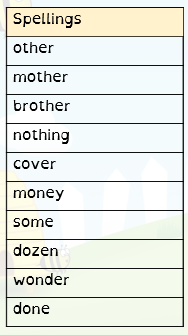 Spellings
other
mother
brother
nothing
cover
money
some
dozen
wonder
done